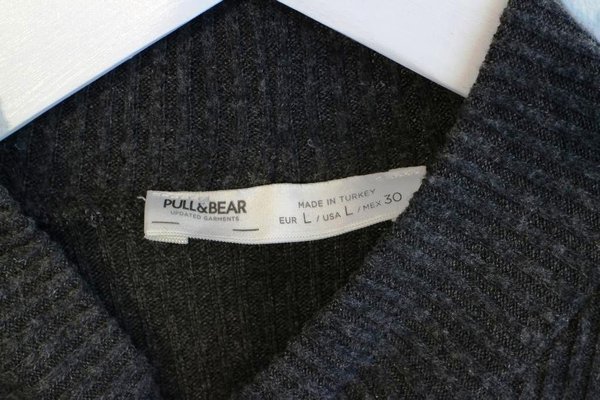 PULL&BEAR
UPDATED GARMENTS
MADE IN TURKEY
EUR L / USA L / MEX 30